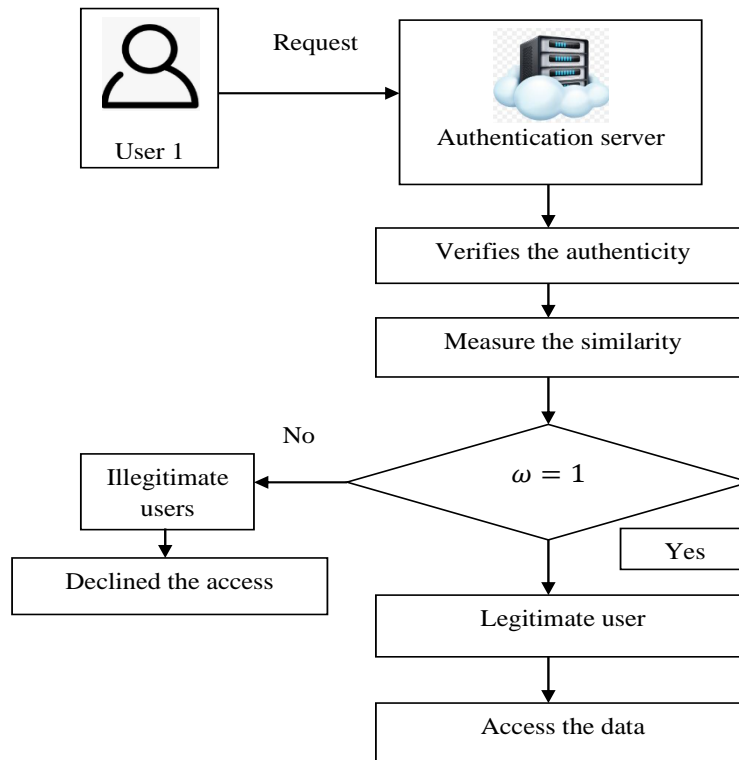 Request
User 1
Authentication server
Verifies the authenticity
Measure the similarity
No
ω = 1
Illegitimate
users
Yes
Declined the access
Legitimate user
Access the data